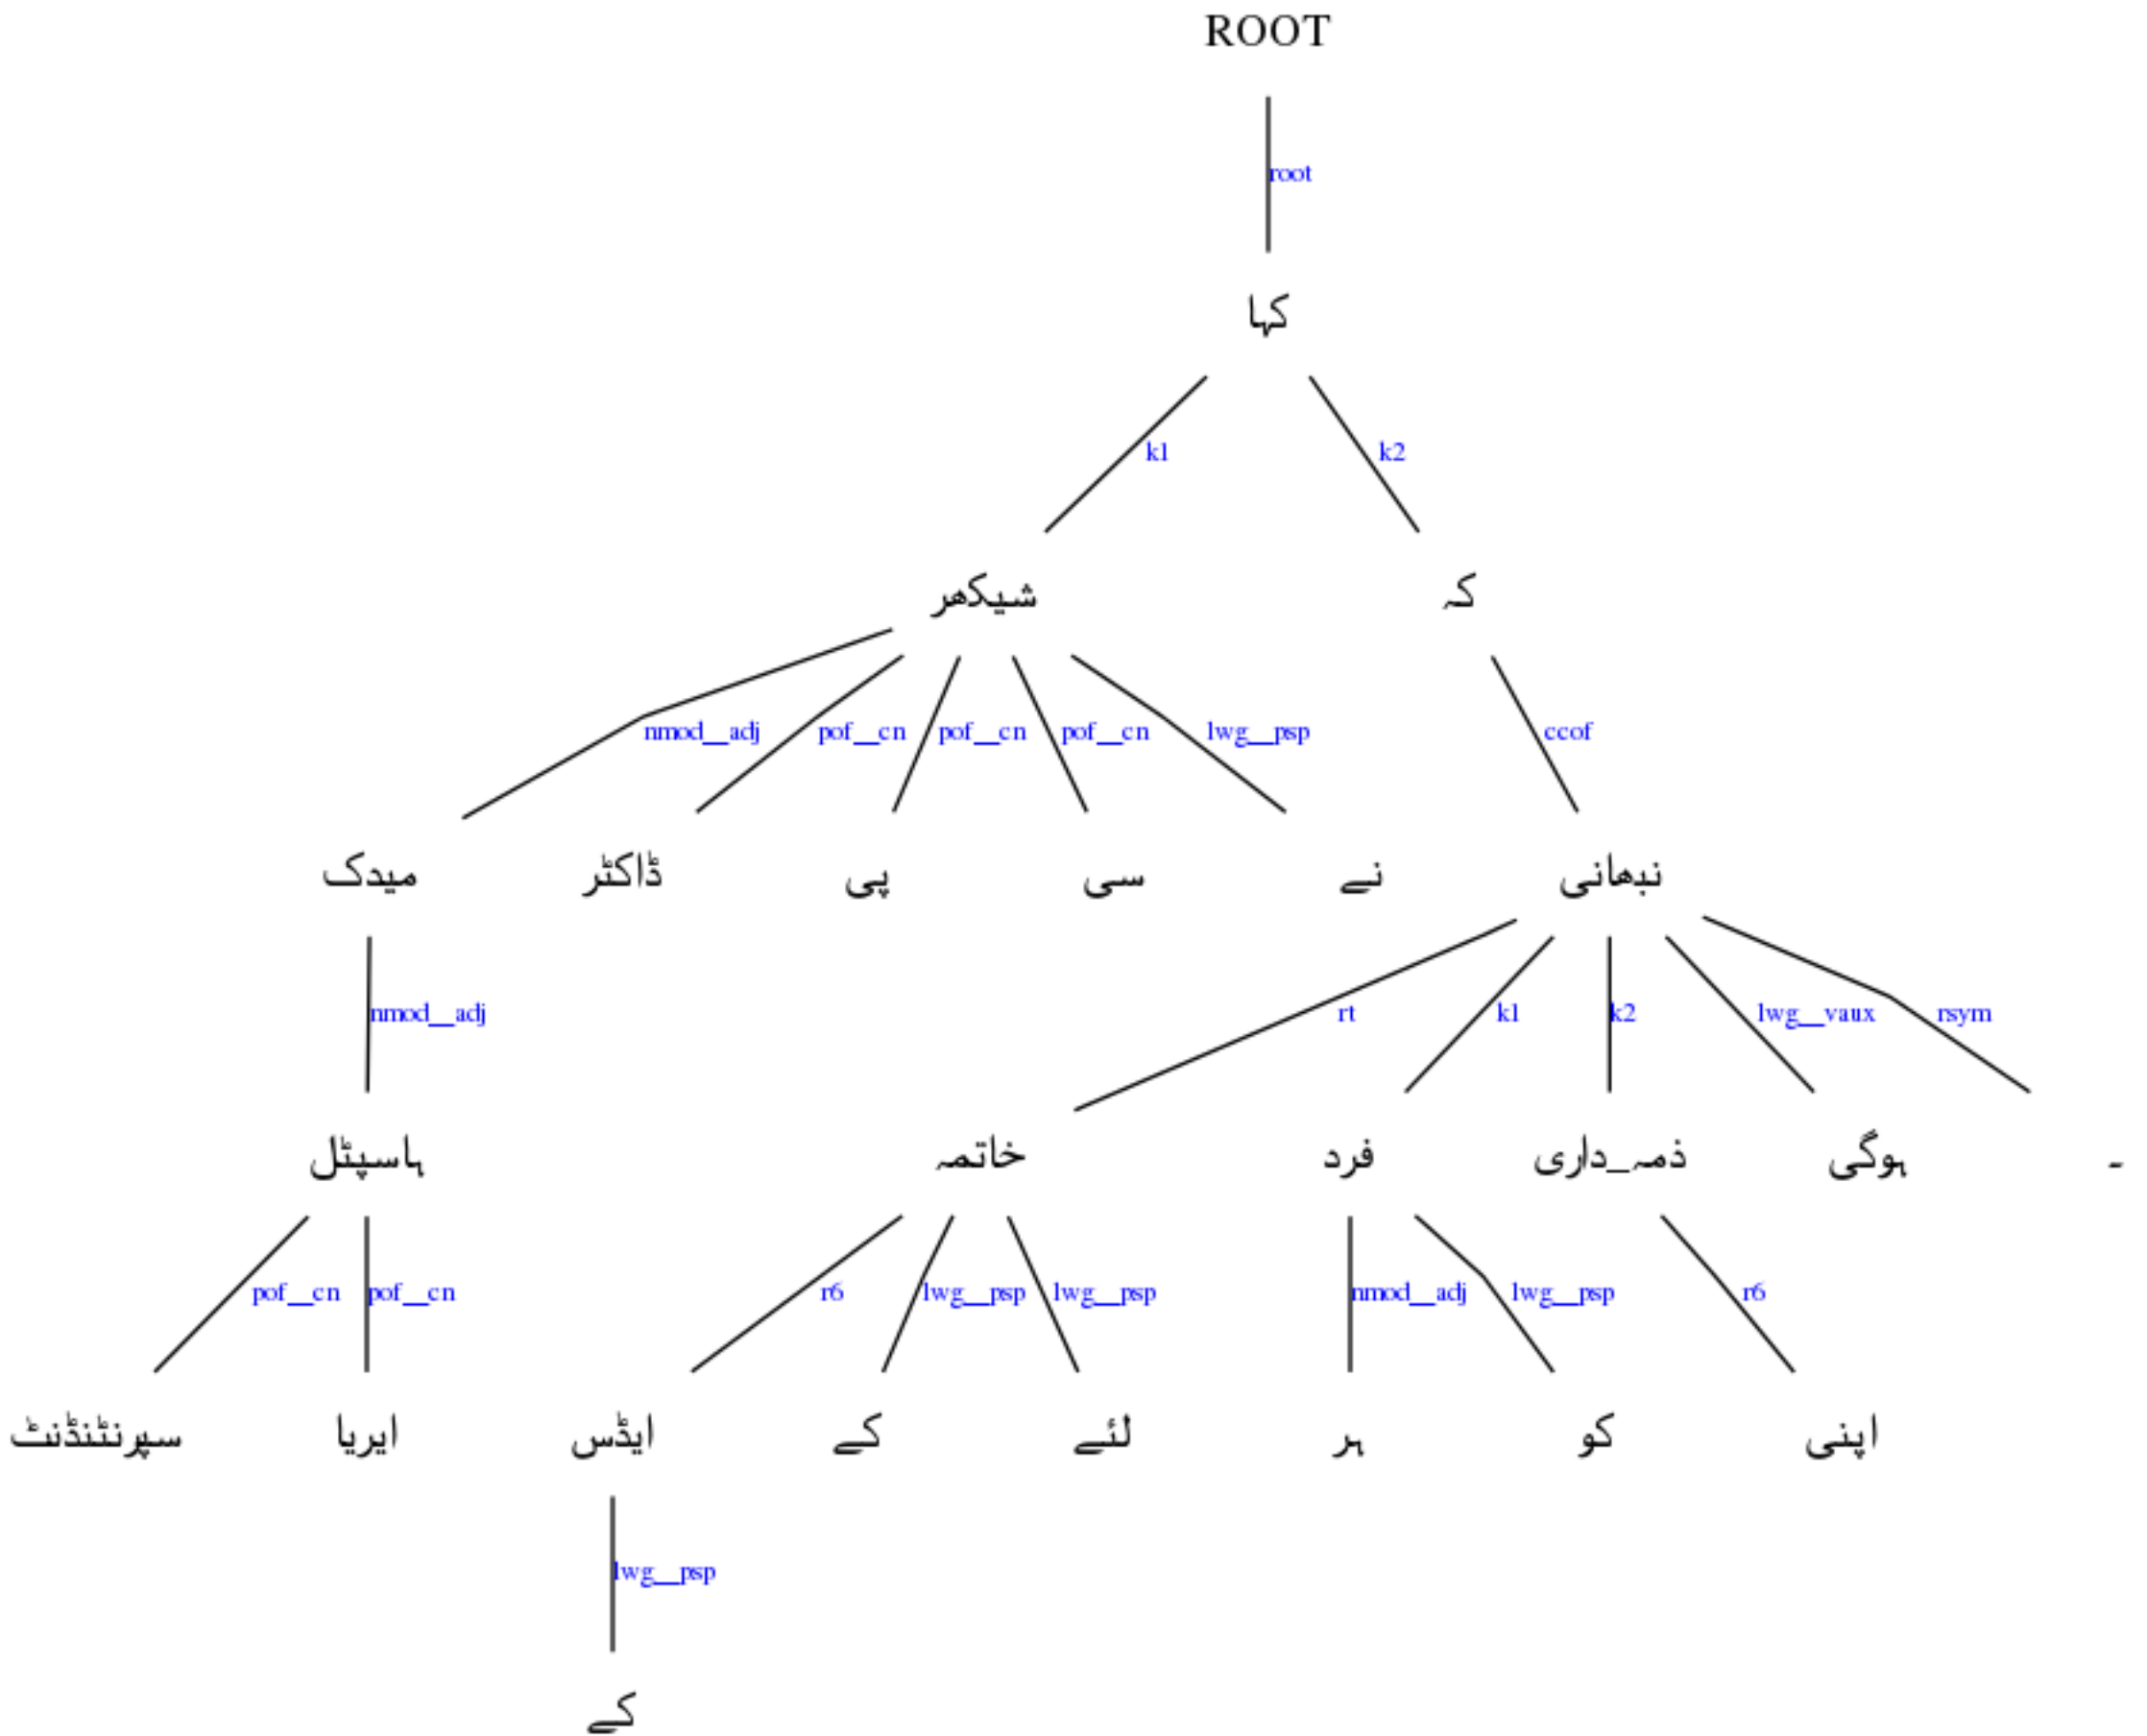 ROOT
root
کہا
k1 k2
شیکھر کہ
nmod__adj pof__cn pof__cn pof__cn lwg__psp ccof
میدک ڈاکٹر پی سی نے نبھانی
nmod__adj rt k1 k2 lwg__vaux rsym
ہاسپٹل خاتمہ فرد ذمہ_داری ہوگی ۔
pof__cn pof__cn r6 lwg__psp lwg__psp nmod__adj lwg__psp r6
سپرنٹنڈنٹ ایریا ایڈس کے لئے ہر کو اپنی
lwg__psp
کے